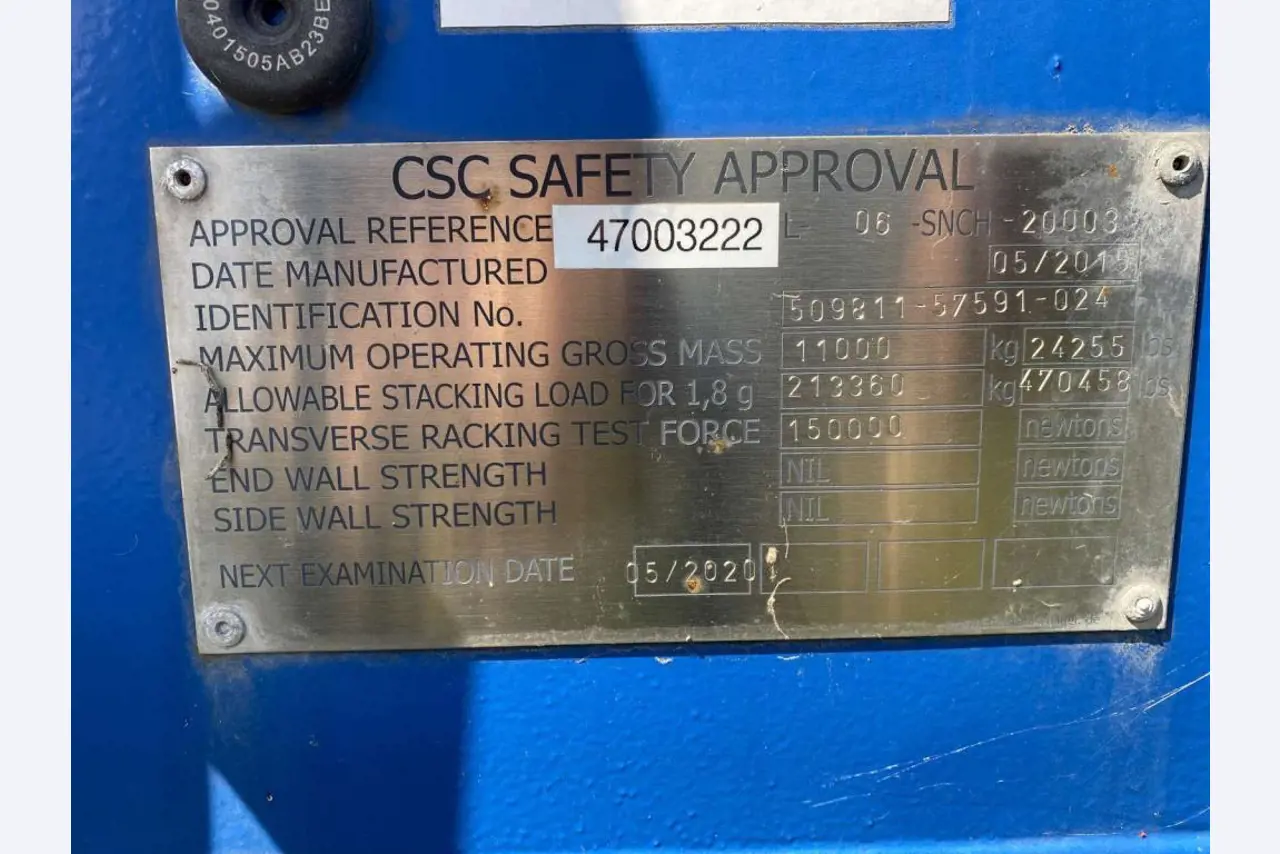 0401505AB23BE
CSC SAFETY APPROVAL
APPROVAL REFERENCE 47003222 L- 06 -SNCH -20003
DATE MANUFACTURED 05/2015
IDENTIFICATION No. 509811-57591-024
MAXIMUM OPERATING GROSS MASS 11000 kg 24255 lbs
ALLOWABLE STACKING LOAD FOR 1,8 g 213360 kg 470458 lbs
TRANSVERSE RACKING TEST FORCE 150000 newtons
END WALL STRENGTH NIL newtons
SIDE WALL STRENGTH NIL newtons
NEXT EXAMINATION DATE 05/2020